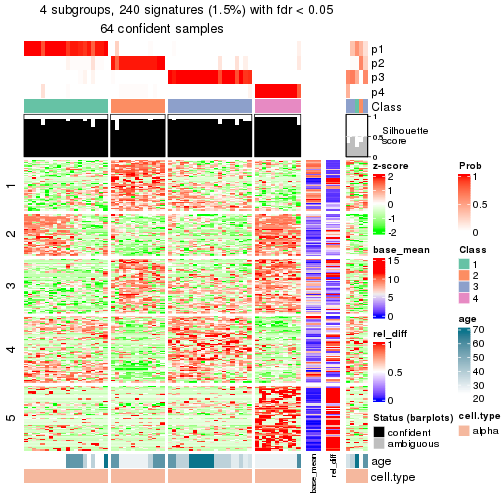 4 subgroups, 240 signatures (1.5%) with fdr < 0.05
64 confident samples
p1
p2
p3
p4
Class
1
0.5
0
Silhouette
score
1
2
3
4
5
base_mean
rel_diff
age
cell.type
z-score
2
1
0
-1
-2
base_mean
15
10
5
0
rel_diff
1
0.5
0
Status (barplots)
confident
ambiguous
Prob
1
0.5
0
Class
1
2
3
4
age
70
60
50
40
30
20
cell.type
alpha